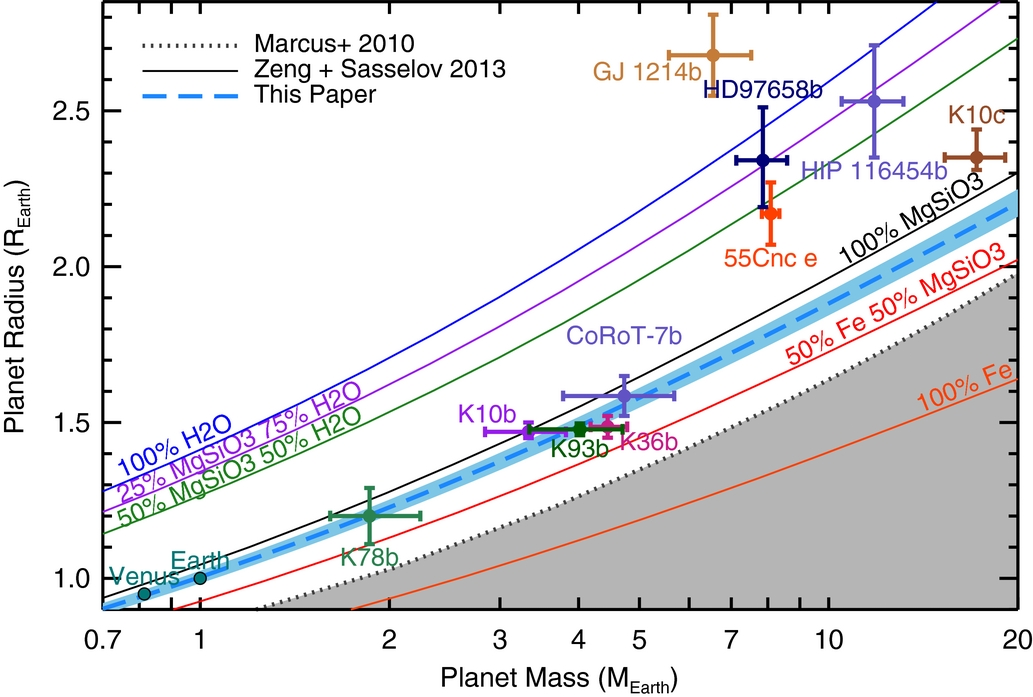 Marcus+ 2010
Zeng + Sasselov 2013
This Paper
GJ 1214b
HD97658b
K10c
HIP 116454b
55Cnc e
100% MgSiO3
50% Fe 50% MgSiO3
100% Fe
CoRoT-7b
K10b
K93b
K36b
100% H2O
25% MgSiO3 75% H2O
50% MgSiO3 50% H2O
K78b
Earth
Venus
2.5
2.0
1.5
1.0
Planet Radius (REarth)
0.7 1 2 3 4 5 7 10 20
Planet Mass (MEarth)